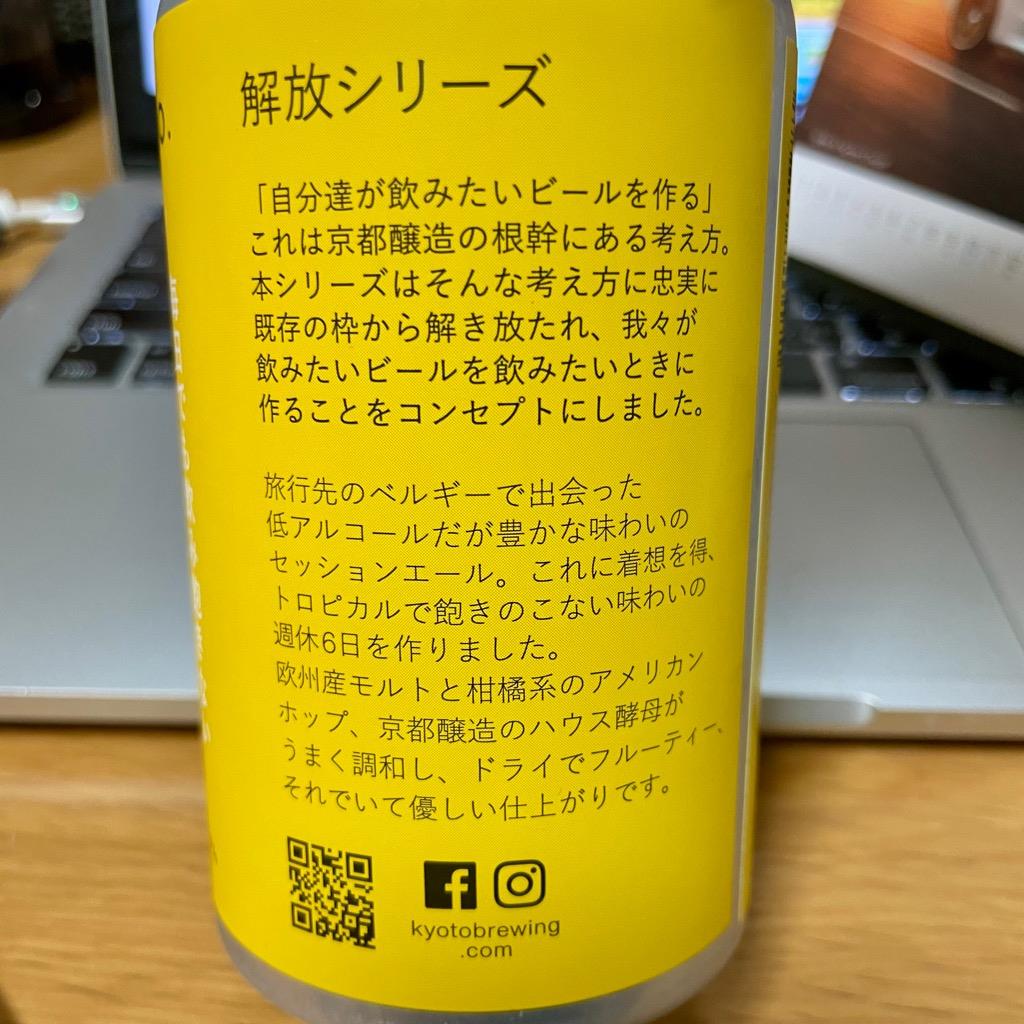 解放シリーズ
「自分達が飲みたいビールを作る」
これは京都醸造の根幹にある考え方。
本シリーズはそんな考え方に忠実に
既存の枠から解き放たれ、我々が
飲みたいビールを飲みたいときに
作ることをコンセプトにしました。
旅行先のベルギーで出会った
低アルコールだが豊かな味わいの
セッションエール。これに着想を得、
トロピカルで飽きのこない味わいの
週休6日を作りました。
欧州産モルトと柑橘系のアメリカン
ホップ、京都醸造のハウス酵母が
うまく調和し、ドライでフルーティー、
それでいて優しい仕上がりです。
kyotobrewing
.com